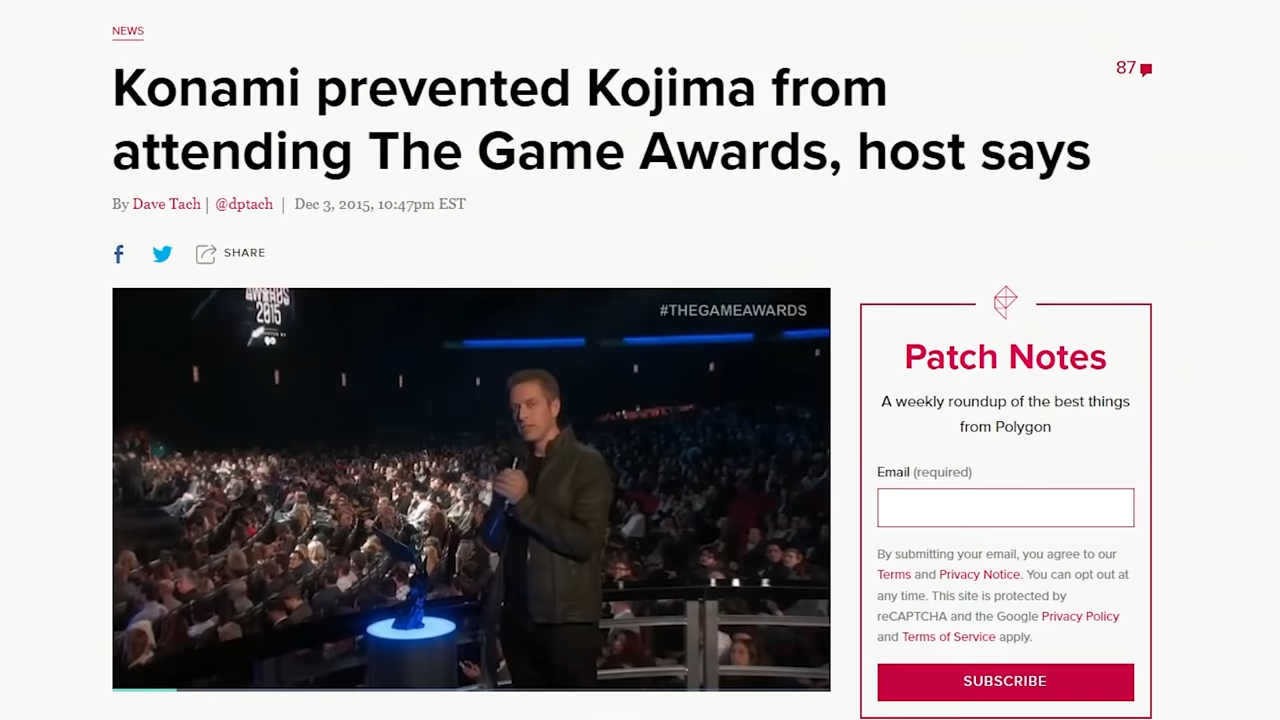 NEWS
Konami prevented Kojima from
attending The Game Awards, host says
87
By Dave Tach | @dptach | Dec 3, 2015, 10:47pm EST
SHARE
AWARDS
2015
#THEGAMEAWARDS
Patch Notes
A weekly roundup of the best things
from Polygon
Email (required)
By submitting your email, you agree to our
Terms and Privacy Notice. You can opt out at
any time. This site is protected by
reCAPTCHA and the Google Privacy Policy
and Terms of Service apply.
SUBSCRIBE